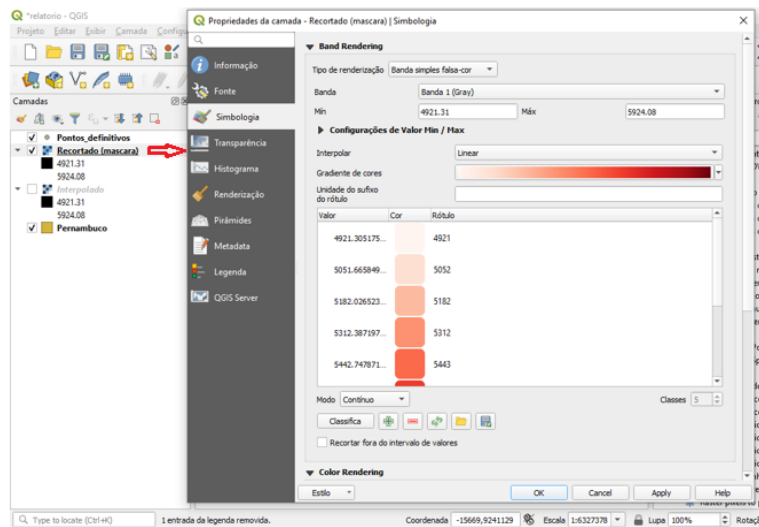 *relatorio - QGIS
Projeto Editar Exibir Camada Configu
Camadas
Pontos_definitivos
Recortado (mascara)
4921.31
5924.08
Interpolado
4921.31
5924.08
Pernambuco
Propriedades da camada - Recortado (mascara) | Simbologia
Informação
Fonte
Simbologia
Transparência
Histograma
Renderização
Pirâmides
Metadata
Legenda
QGIS Server
Band Rendering
Tipo de renderização Banda simples falsa-cor
Banda Banda 1 (Gray)
Mín 4921.31 Máx 5924.08
Configurações de Valor Min / Max
Interpolar Linear
Gradiente de cores
Unidade do sufixo
do rótulo
Valor Cor Rótulo
4921.305175... 4921
5051.665849... 5052
5182.026523... 5182
5312.387197... 5312
5442.747871... 5443
Modo Contínuo Classes 5
Classifica
Recortar fora do intervalo de valores
Color Rendering
Estilo OK Cancel Apply Help
Type to locate (Ctrl+K) 1 entrada da legenda removida. Coordenada -15669,9241129 Escala 1:6327378 Lupa 100% Rotaç